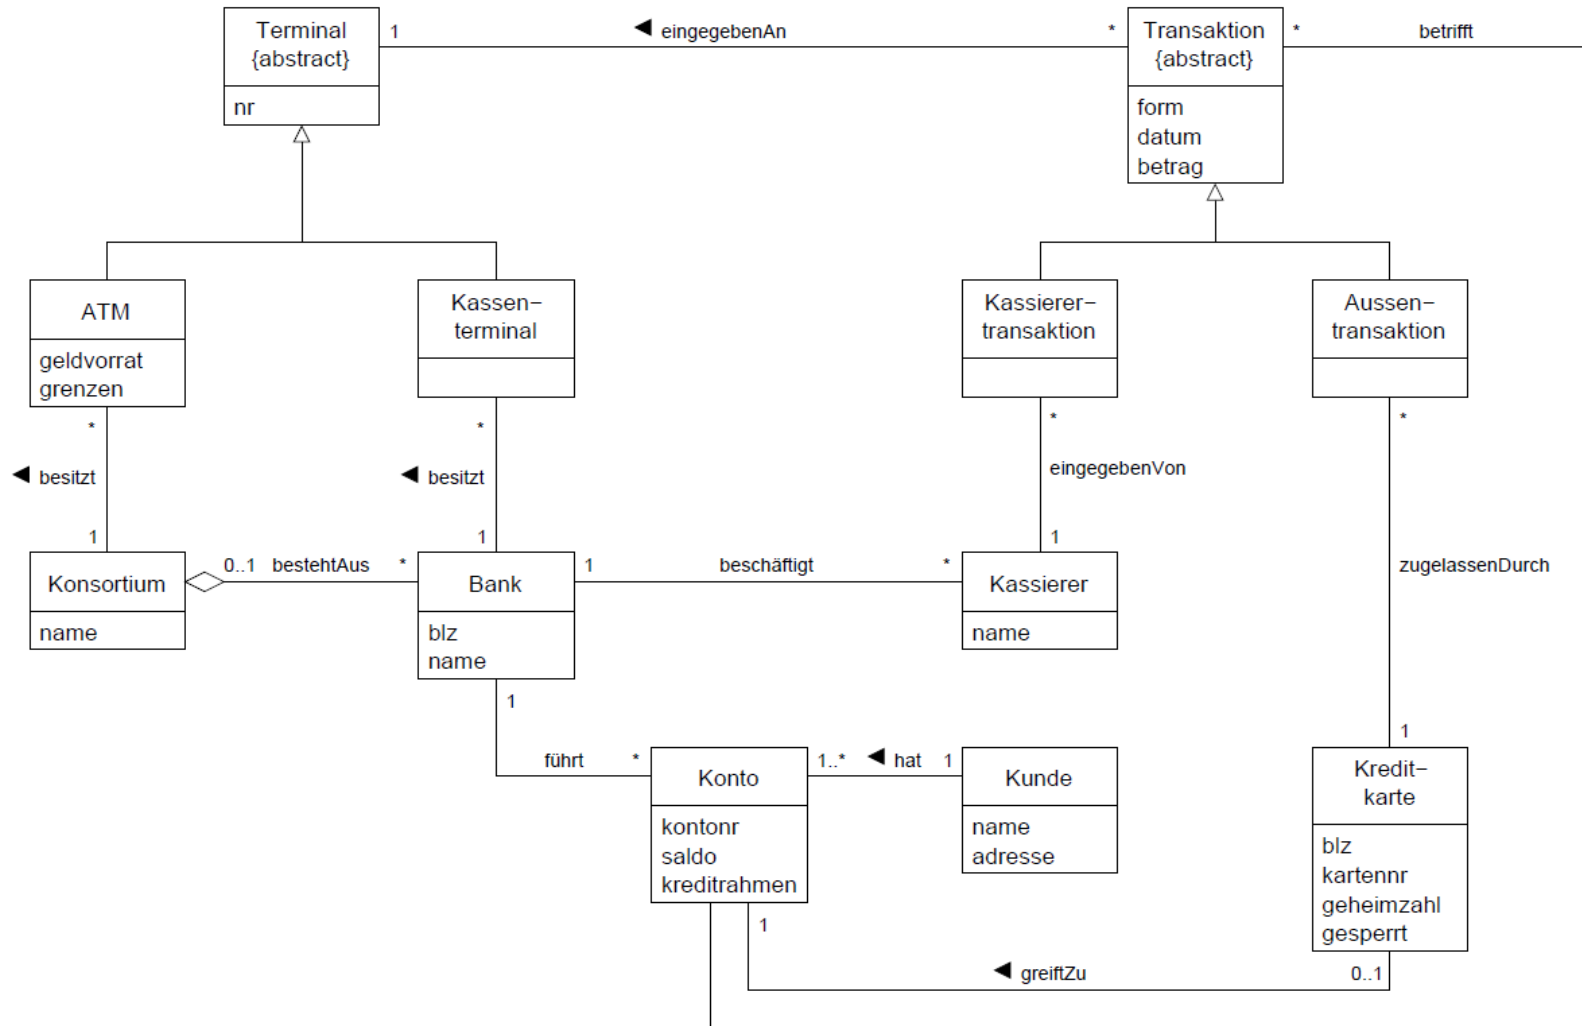 Terminal
{abstract}
nr
1
◄ eingegebenAn
*
Transaktion
{abstract}
form
datum
betrag
*
betrifft
ATM
geldvorrat
grenzen
Kassen-
terminal
Kassierer-
transaktion
Aussen-
transaktion
*
◄ besitzt
1
*
◄ besitzt
1
*
eingegebenVon
1
*
zugelassenDurch
1
Konsortium
name
0..1
bestehtAus
*
Bank
blz
name
1
beschäftigt
*
Kassierer
name
1
führt
*
Konto
kontonr
saldo
kreditrahmen
1..*
◄ hat
1
Kunde
name
adresse
Kredit-
karte
blz
kartennr
geheimzahl
gesperrt
1
◄ greiftZu
0..1